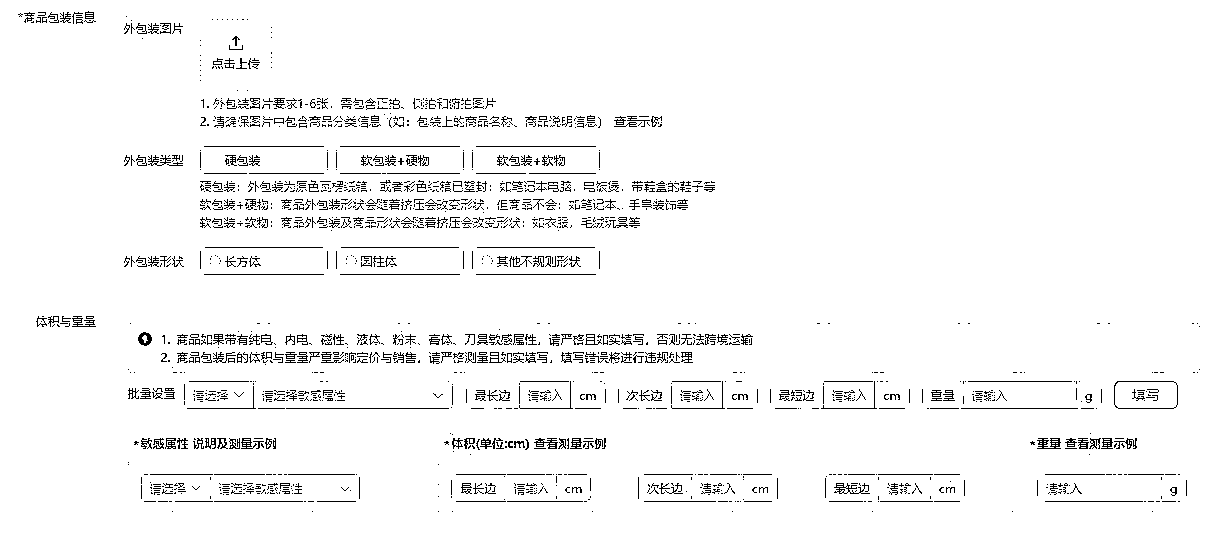 *商品包装信息
外包装图片
点击上传
1. 外包装图片要求1-6张，需包含正拍、侧拍和俯拍图片
2. 请确保图片中包含商品分类信息（如：包装上的商品名称、商品说明信息） 查看示例
外包装类型 硬包装 软包装+硬物 软包装+软物
硬包装：外包装为原色瓦楞纸箱，或者彩色纸箱已塑封：如笔记本电脑，电饭煲，带鞋盒的鞋子等
软包装+硬物：商品外包装形状会随着挤压会改变形状，但商品不会：如笔记本、手串装饰等
软包装+软物：商品外包装及商品形状会随着挤压会改变形状：如衣服，毛绒玩具等
外包装形状 长方体 圆柱体 其他不规则形状
体积与重量
1. 商品如果带有纯电、内电、磁性、液体、粉末、膏体、刀具敏感属性，请严格且如实填写，否则无法跨境运输
2. 商品包装后的体积与重量严重影响定价与销售，请严格测量且如实填写，填写错误将进行违规处理
批量设置 请选择 请选择敏感属性 最长边 请输入 cm 次长边 请输入 cm 最短边 请输入 cm 重量 请输入 g 填写
*敏感属性 说明及测量示例 *体积(单位:cm) 查看测量示例 *重量 查看测量示例
请选择 请选择敏感属性 最长边 请输入 cm 次长边 请输入 cm 最短边 请输入 cm 请输入 g